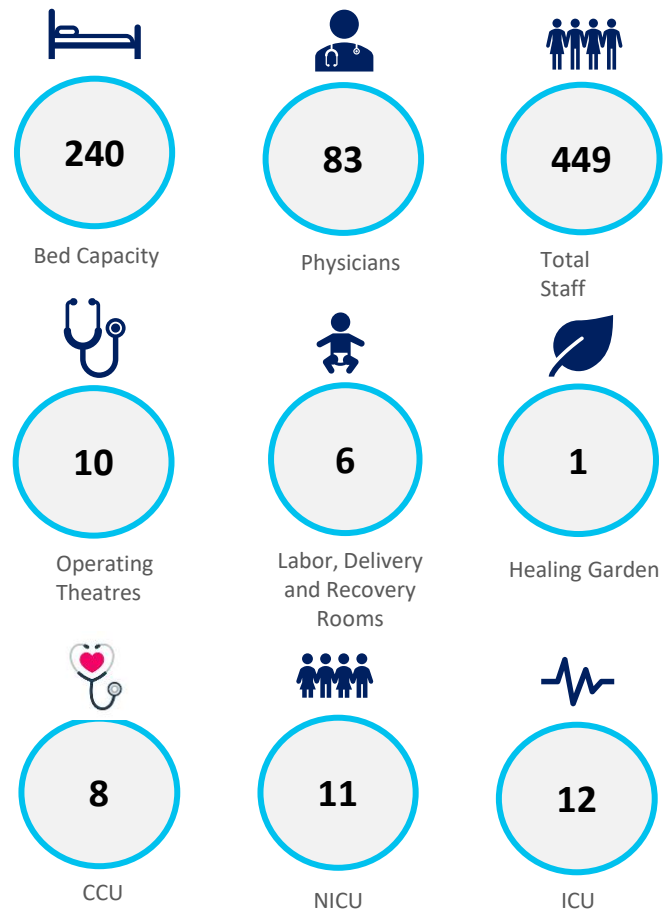 240
Bed Capacity
83
Physicians
449
Total
Staff
10
Operating
Theatres
6
Labor, Delivery
and Recovery
Rooms
1
Healing Garden
8
CCU
11
NICU
12
ICU